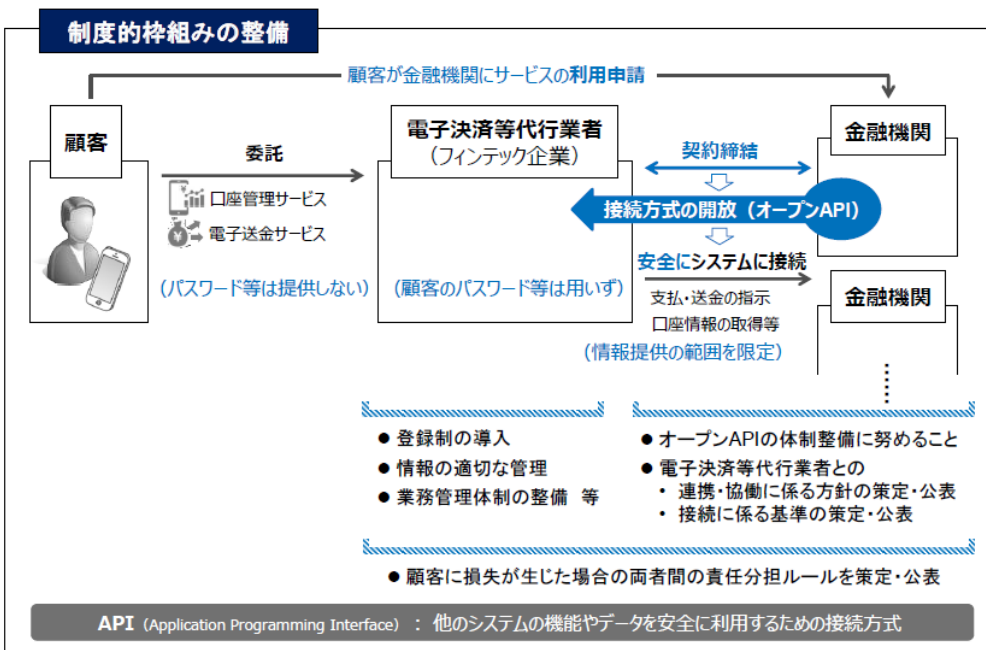 制度的枠組みの整備
顧客が金融機関にサービスの利用申請
顧客
委託
口座管理サービス
電子送金サービス
(パスワード等は提供しない)
電子決済等代行業者
(フィンテック企業)
(顧客のパスワード等は用いず)
契約締結
接続方式の開放(オープンAPI)
安全にシステムに接続
支払・送金の指示
口座情報の取得等
(情報提供の範囲を限定)
金融機関
金融機関
● 登録制の導入
● 情報の適切な管理
● 業務管理体制の整備 等
● オープンAPIの体制整備に努めること
● 電子決済等代行業者との
・ 連携・協働に係る方針の策定・公表
・ 接続に係る基準の策定・公表
● 顧客に損失が生じた場合の両者間の責任分担ルールを策定・公表
API (Application Programming Interface) : 他のシステムの機能やデータを安全に利用するための接続方式